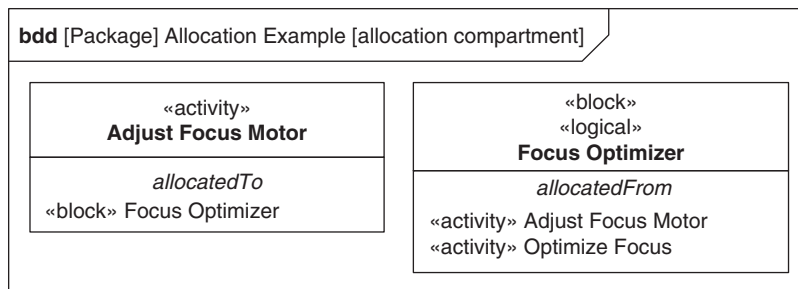 bdd [Package] Allocation Example [allocation compartment]
«activity»
Adjust Focus Motor
allocatedTo
«block» Focus Optimizer
«block»
«logical»
Focus Optimizer
allocatedFrom
«activity» Adjust Focus Motor
«activity» Optimize Focus